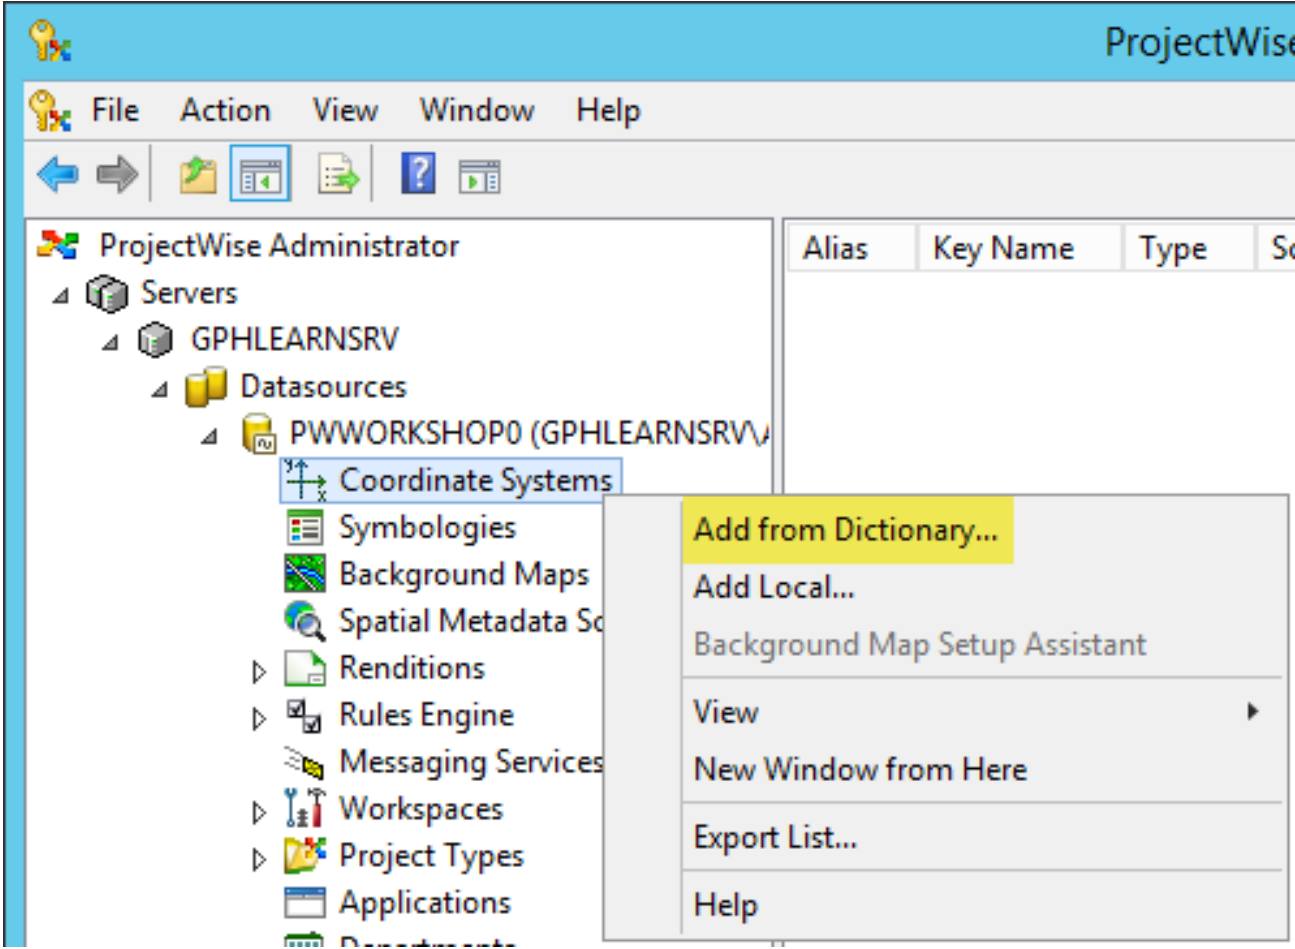 ProjectWise
File Action View Window Help
ProjectWise Administrator
Alias Key Name Type
Servers
GPHLEARNSRV
Datasources
PWWORKSHOP0 (GPHLEARNSRV\
Coordinate Systems
Symbologies
Background Maps
Spatial Metadata
Renditions
Rules Engine
Messaging Services
Workspaces
Project Types
Applications
Add from Dictionary...
Add Local...
Background Map Setup Assistant
View
New Window from Here
Export List...
Help